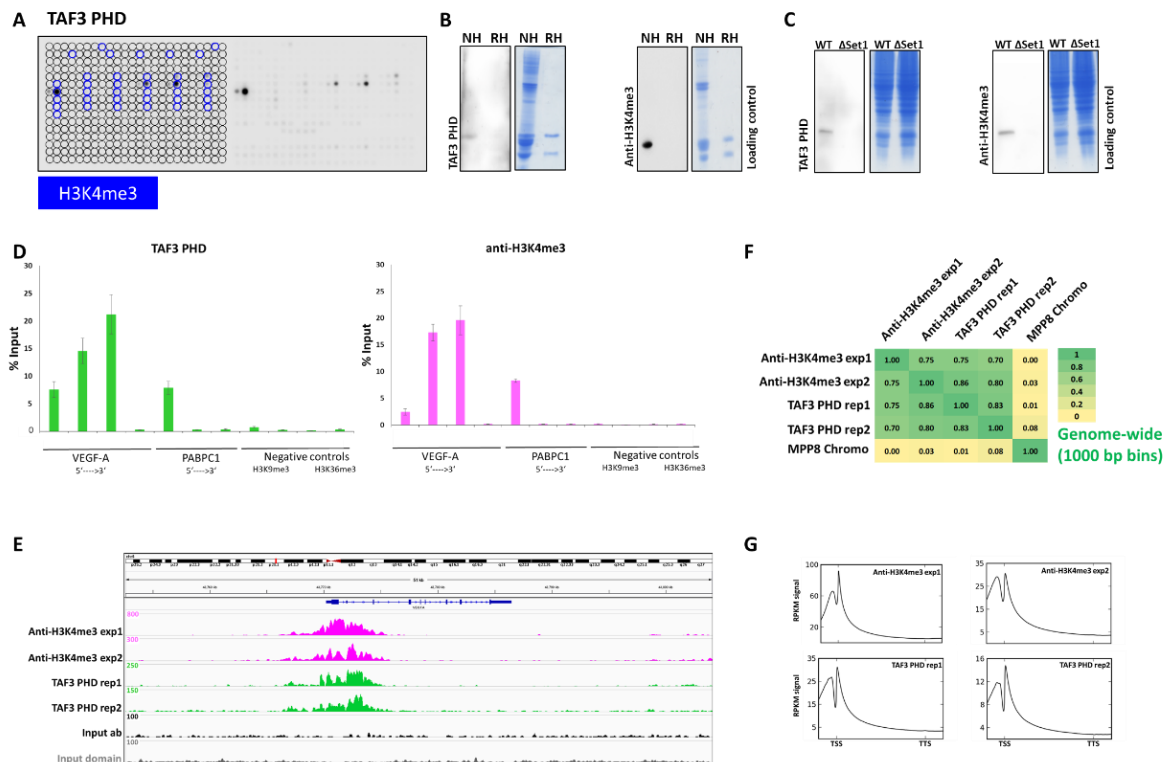 A
TAF3 PHD
H3K4me3
B
NH RH NH RH
TAF3 PHD
NH RH NH RH
Anti-H3K4me3
Loading control
C
WT ΔSet1 WT ΔSet1
TAF3 PHD
WT ΔSet1 WT ΔSet1
Anti-H3K4me3
Loading control
D
TAF3 PHD
% Input
30
25
20
15
10
5
0
VEGF-A PABPC1 Negative controls
5'---->3' 5'---->3' H3K9me3 H3K36me3
anti-H3K4me3
% Input
30
25
20
15
10
5
0
VEGF-A PABPC1 Negative controls
5'---->3' 5'---->3' H3K9me3 H3K36me3
F
Anti-H3K4me3 exp1
Anti-H3K4me3 exp2
TAF3 PHD rep1
TAF3 PHD rep2
MPP8 Chromo
Anti-H3K4me3 exp1 1.00 0.75 0.75 0.70 0.00
Anti-H3K4me3 exp2 0.75 1.00 0.86 0.80 0.03
TAF3 PHD rep1 0.75 0.86 1.00 0.83 0.01
TAF3 PHD rep2 0.70 0.80 0.83 1.00 0.08
MPP8 Chromo 0.00 0.03 0.01 0.08 1.00
1
0.8
0.6
0.4
0.2
0
Genome-wide
(1000 bp bins)
E
800
Anti-H3K4me3 exp1
300
Anti-H3K4me3 exp2
250
TAF3 PHD rep1
150
TAF3 PHD rep2
100
Input ab
100
Input domain
G
Anti-H3K4me3 exp1
RPKM signal
100
60
20
Anti-H3K4me3 exp2
35
25
15
5
TAF3 PHD rep1
RPKM signal
35
25
15
5
TSS TTS
TAF3 PHD rep2
16
12
8
4
TSS TTS